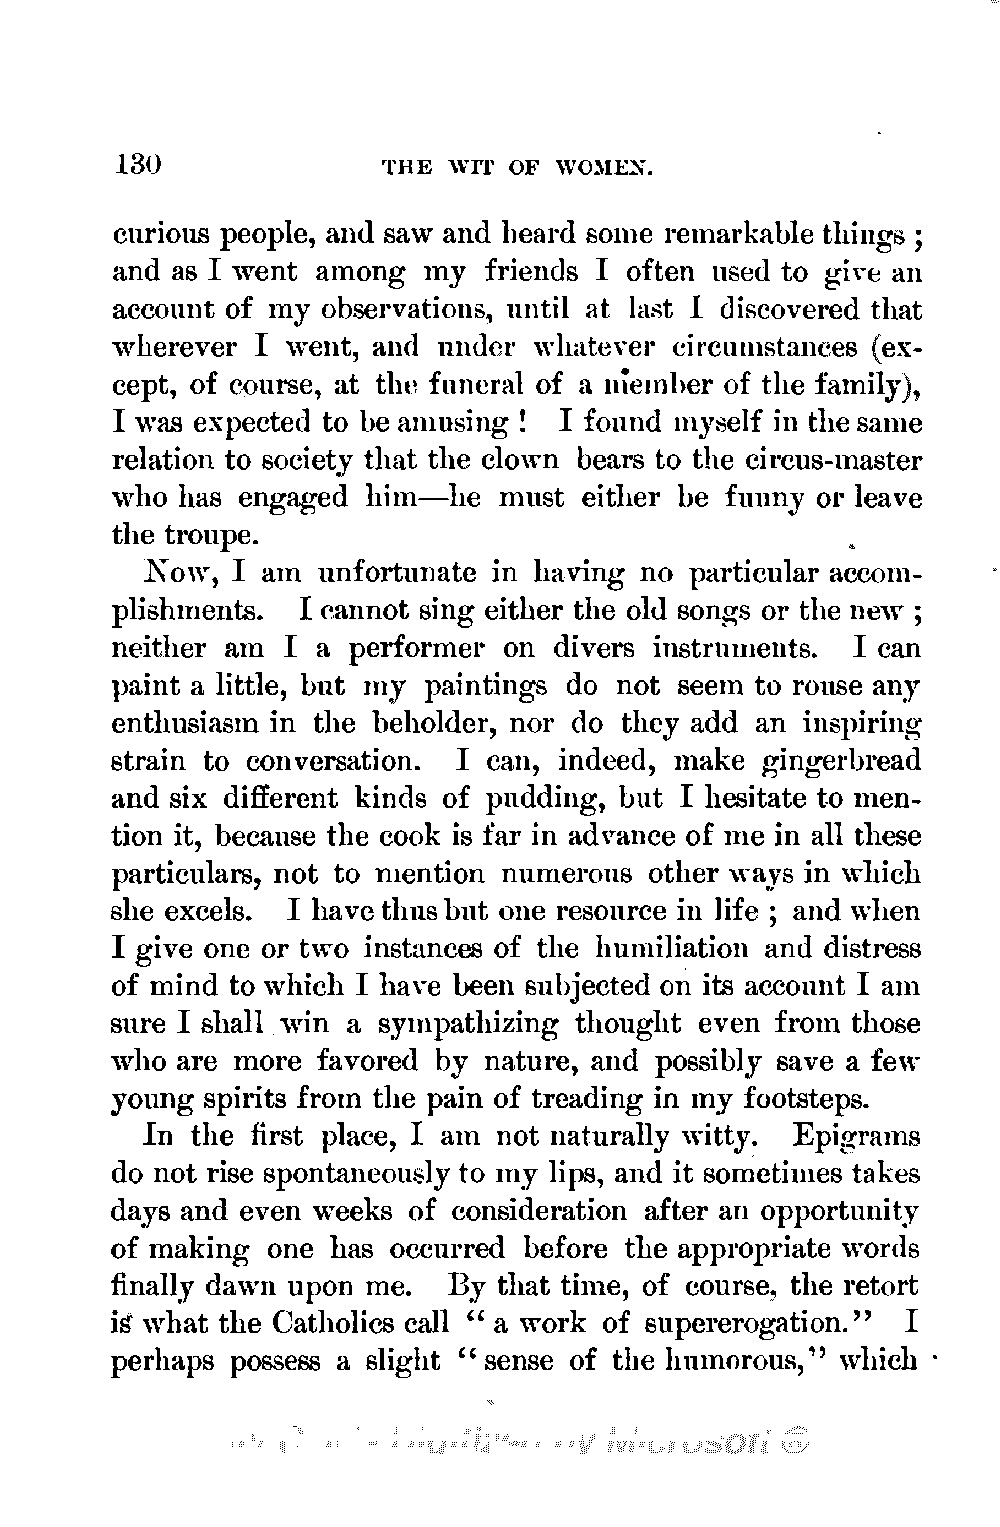 130 THE WIT OF WOMEN.
curious people, and saw and heard some remarkable things ;
and as I went among my friends I often used to give an
account of my observations, until at last I discovered that
wherever I went, and under whatever circumstances (ex-
cept, of course, at the funeral of a member of the family),
I was expected to be amusing ! I found myself in the same
relation to society that the clown bears to the circus-master
who has engaged him—he must either be funny or leave
the troupe.
Now, I am unfortunate in having no particular accom-
plishments. I cannot sing either the old songs or the new ;
neither am I a performer on divers instruments. I can
paint a little, but my paintings do not seem to rouse any
enthusiasm in the beholder, nor do they add an inspiring
strain to conversation. I can, indeed, make gingerbread
and six different kinds of pudding, but I hesitate to men-
tion it, because the cook is far in advance of me in all these
particulars, not to mention numerous other ways in which
she excels. I have thus but one resource in life ; and when
I give one or two instances of the humiliation and distress
of mind to which I have been subjected on its account I am
sure I shall win a sympathizing thought even from those
who are more favored by nature, and possibly save a few
young spirits from the pain of treading in my footsteps.
In the first place, I am not naturally witty. Epigrams
do not rise spontaneously to my lips, and it sometimes takes
days and even weeks of consideration after an opportunity
of making one has occurred before the appropriate words
finally dawn upon me. By that time, of course, the retort
is what the Catholics call “ a work of supererogation.” I
perhaps possess a slight “ sense of the humorous,” which
Microsoft ®